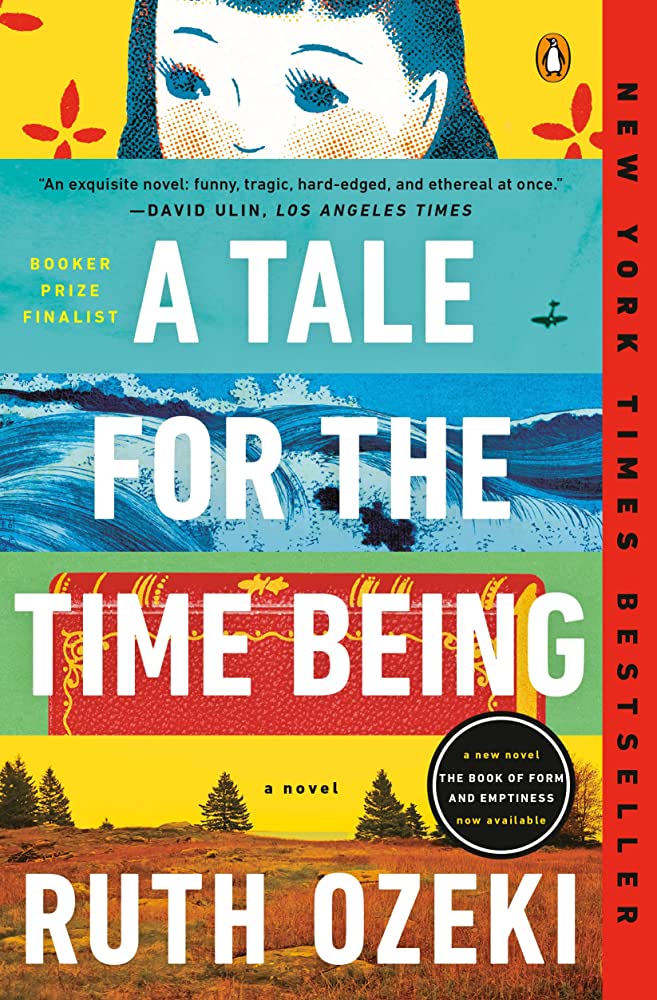 “An exquisite novel: funny, tragic, hard-edged, and ethereal at once.”
—DAVID ULIN, LOS ANGELES TIMES
BOOKER
PRIZE
FINALIST
A TALE
FOR THE
TIME BEING
a novel
a new novel
THE BOOK OF FORM
AND EMPTINESS
now available
RUTH OZEKI
NEW YORK TIMES BESTSELLER